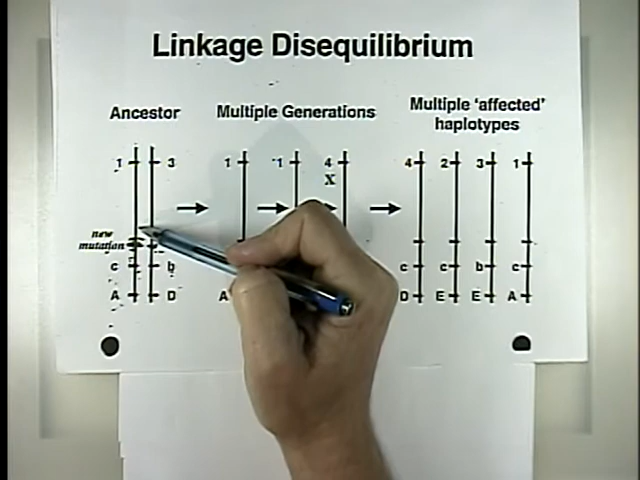 Linkage Disequilibrium
Ancestor
Multiple Generations
Multiple 'affected'
haplotypes
1 3
1 1 4
4 2 3 1
X
new
mutation
c b
c c b c
A D
A
D E E A